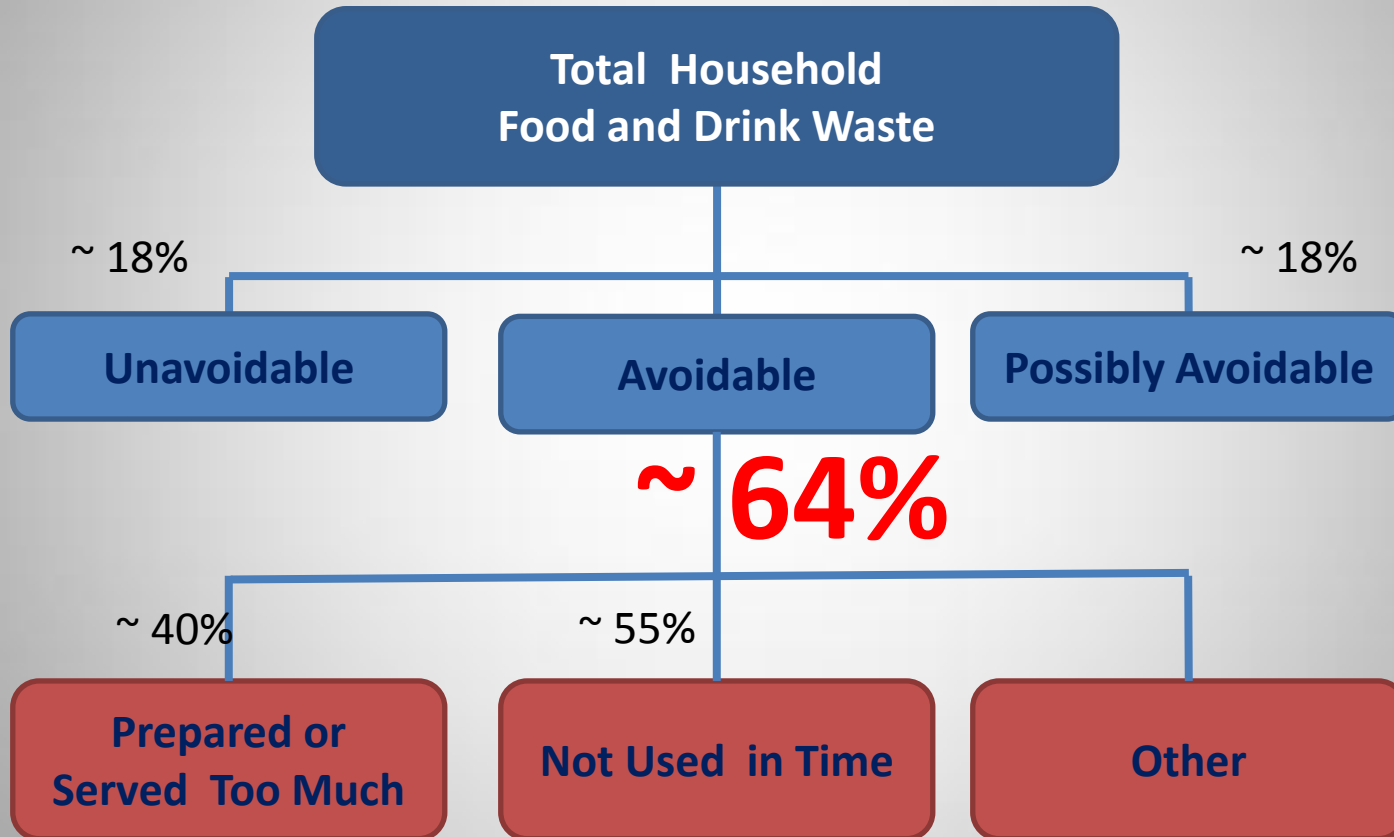 Total Household
Food and Drink Waste
~ 18%
~ 18%
Unavoidable
Avoidable
Possibly Avoidable
~ 64%
~ 40%
~ 55%
Prepared or
Served Too Much
Not Used in Time
Other